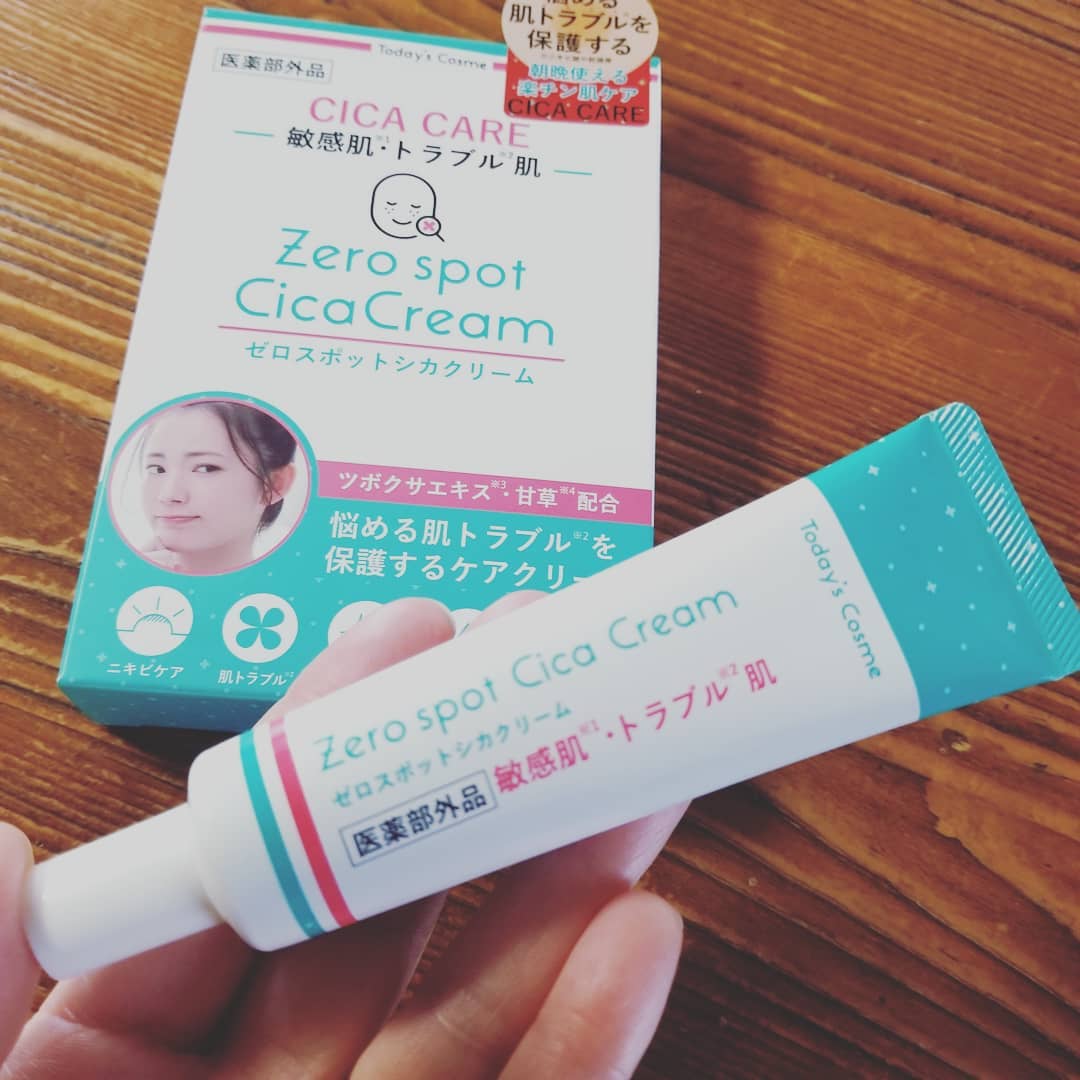 Today's Cosme
医薬部外品
CICA CARE
敏感肌※1・トラブル※2肌
Zero spot
CicaCream
ゼロスポットシカクリーム
悩める
肌トラブル※2を
保護する
朝晩使える
楽チン肌ケア
CICA CARE
ツボクサエキス※3・甘草※4配合
悩める肌トラブル※2を
保護するケアクリー
ニキビケア
肌トラブル※2
Today's Cosme
Zero spot Cica Cream
ゼロスポットシカクリーム
医薬部外品 敏感肌※1・トラブル※2肌